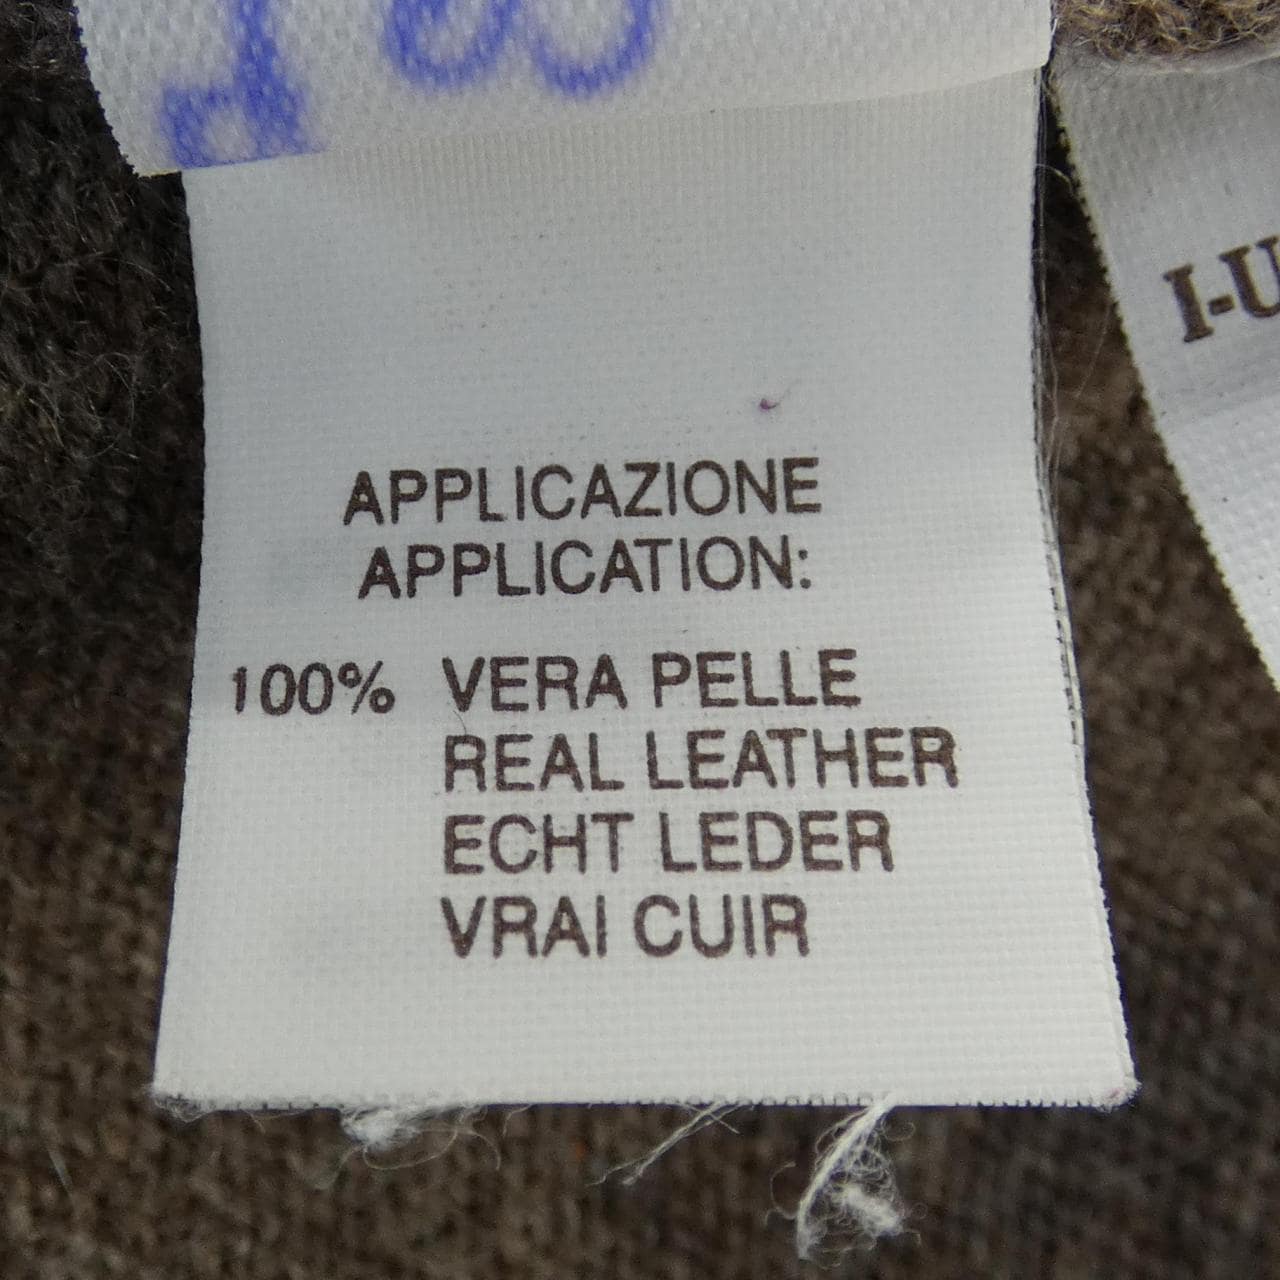 APPLICAZIONE
APPLICATION:
100% VERA PELLE
REAL LEATHER
ECHT LEDER
VRAI CUIR
I-U